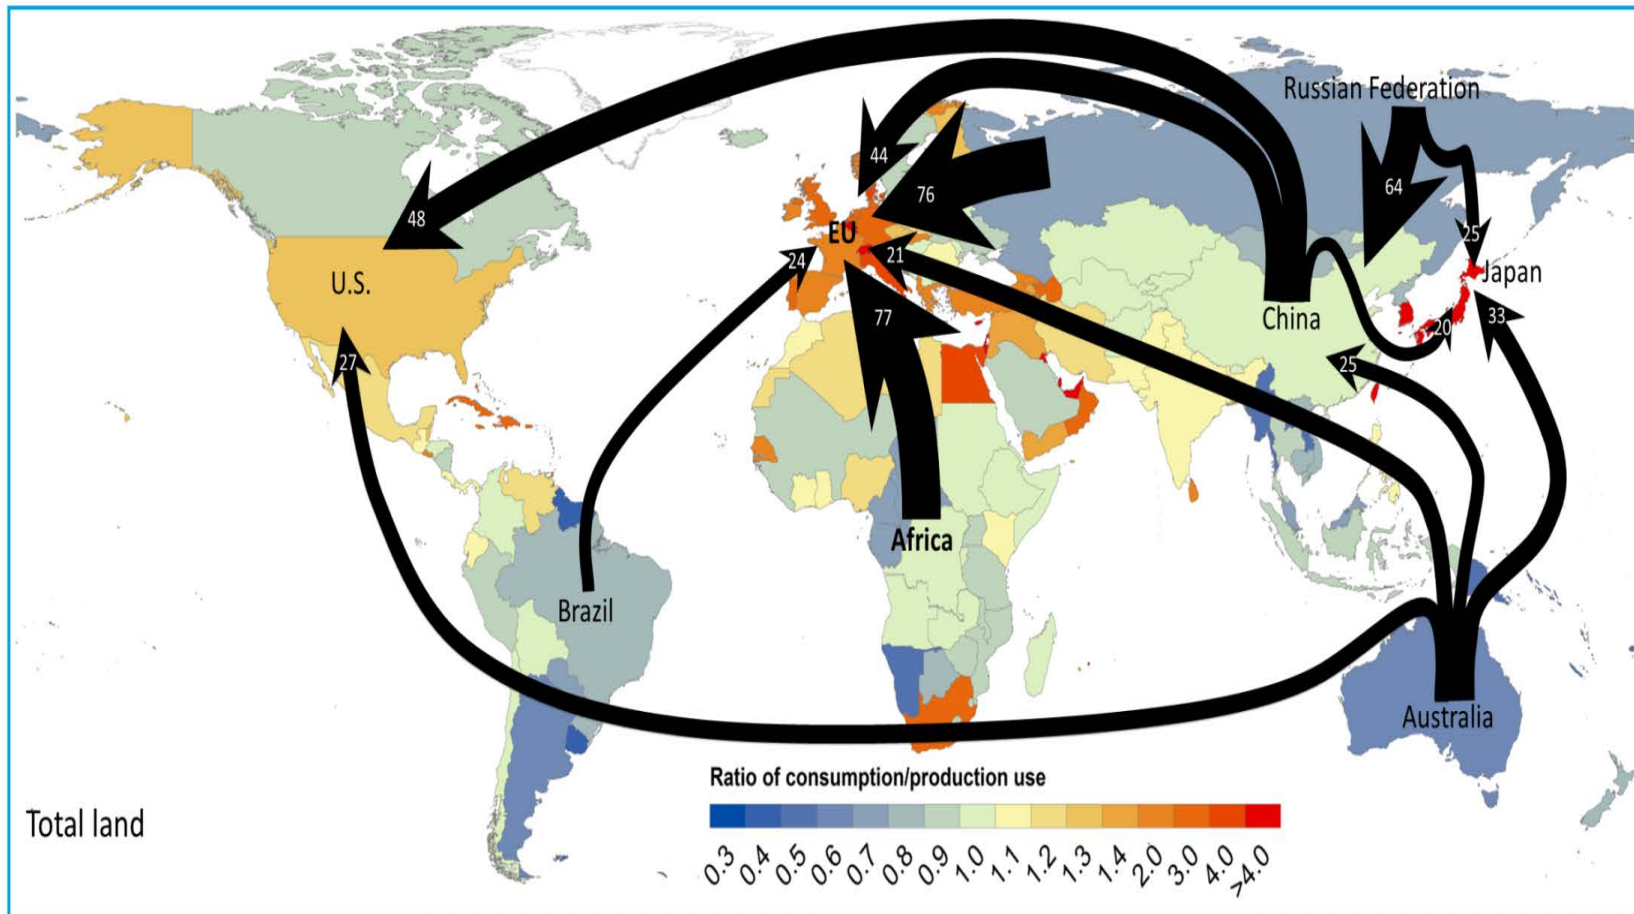 Russian Federation
44
64
76
48
25
EU
21
24
U.S.
Japan
77
China
20
33
27
25
Africa
Brazil
Australia
Ratio of consumption/production use
0.3 0.4 0.5 0.6 0.7 0.8 0.9 1.0 1.1 1.2 1.3 1.4 2.0 3.0 4.0 >4.0
Total land